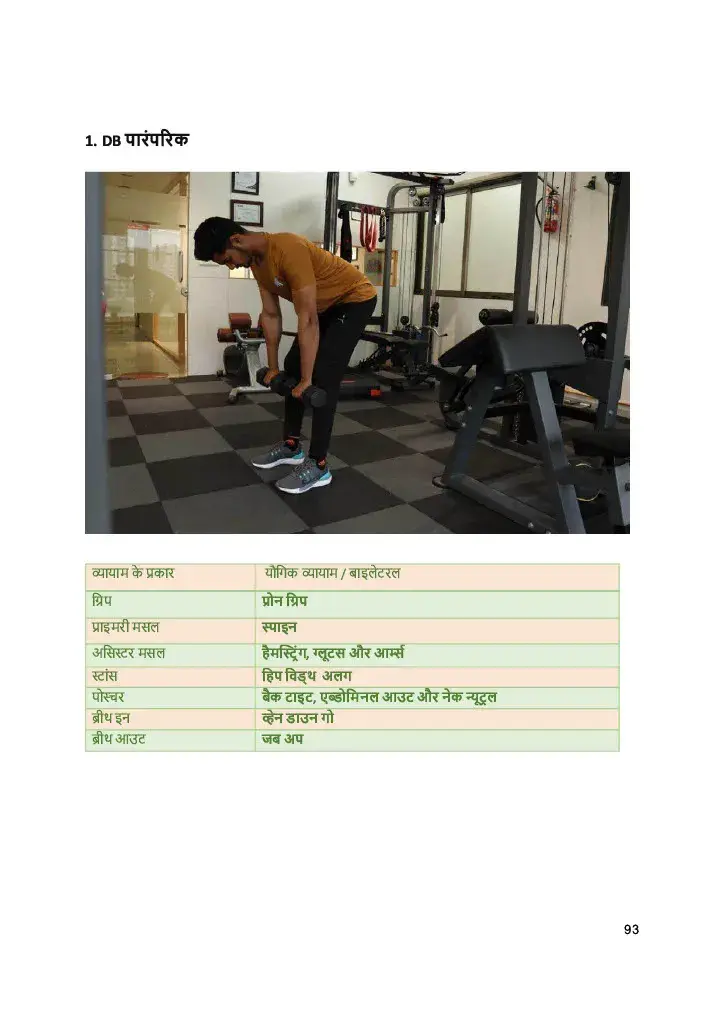 1. DB पारंपरिक
व्यायाम के प्रकार यौगिक व्यायाम / बाइलेटरल
ग्रिप प्रोन ग्रिप
प्राइमरी मसल स्पाइन
असिस्टर मसल हैमस्ट्रिंग, ग्लूटस और आर्म्स
स्टांस हिप विड्थ अलग
पोस्चर बैक टाइट, एब्डोमिनल आउट और नेक न्यूट्रल
ब्रीथ इन व्हेन डाउन गो
ब्रीथ आउट जब अप
93